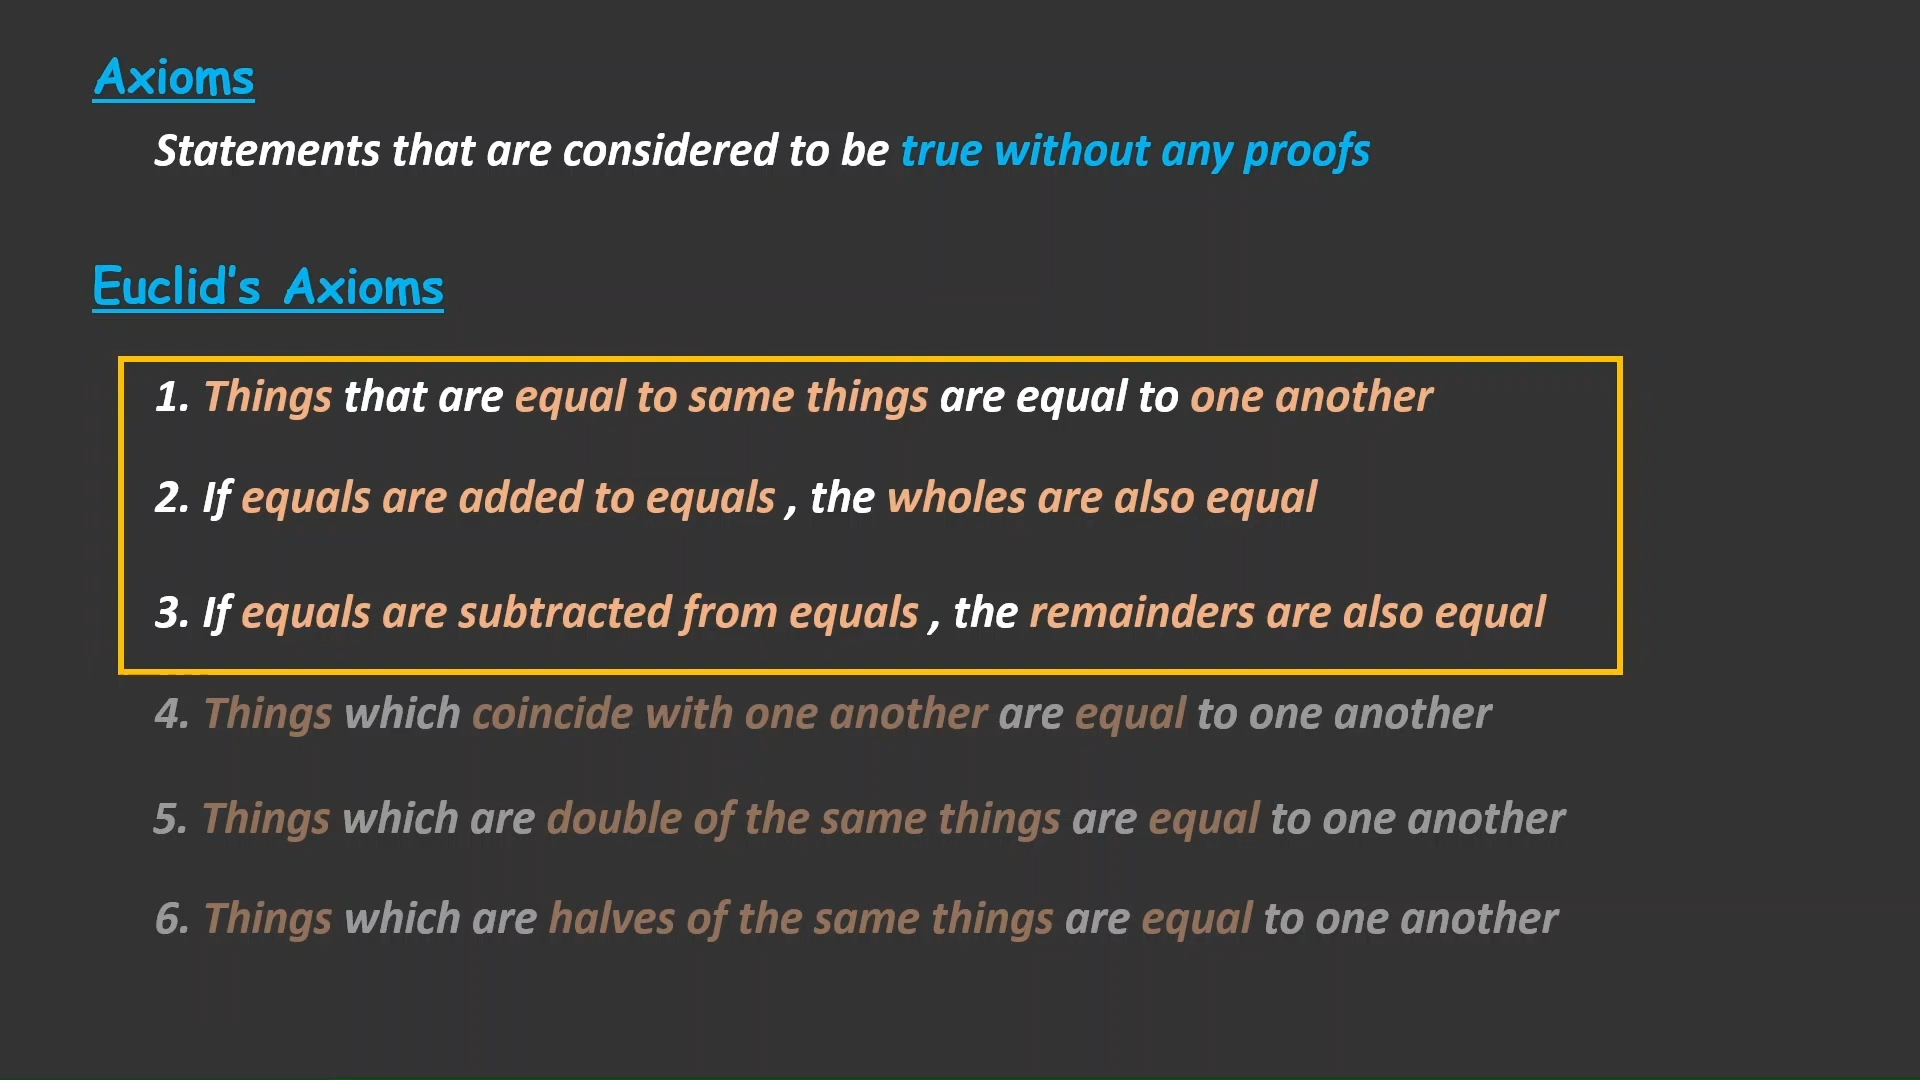 Axioms
Statements that are considered to be true without any proofs
Euclid's Axioms
1. Things that are equal to same things are equal to one another
2. If equals are added to equals , the wholes are also equal
3. If equals are subtracted from equals , the remainders are also equal
4. Things which coincide with one another are equal to one another
5. Things which are double of the same things are equal to one another
6. Things which are halves of the same things are equal to one another